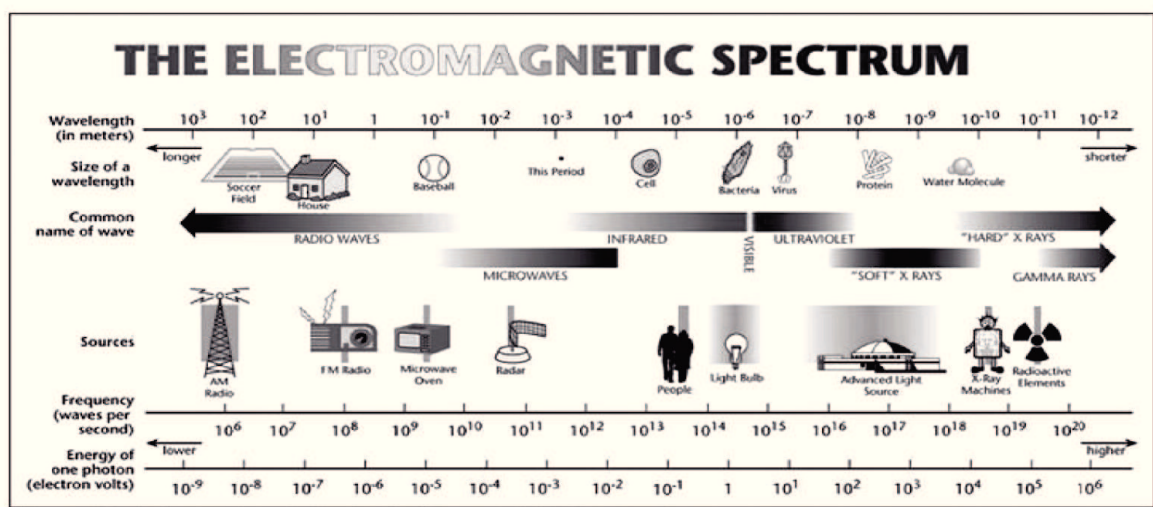 THE ELECTROMAGNETIC SPECTRUM
Wavelength
(in meters)
10³ 10² 10¹ 1 10⁻¹ 10⁻² 10⁻³ 10⁻⁴ 10⁻⁵ 10⁻⁶ 10⁻⁷ 10⁻⁸ 10⁻⁹ 10⁻¹⁰ 10⁻¹¹ 10⁻¹²
longer
shorter
Size of a
wavelength
Soccer
Field
House
Baseball
This Period
Cell
Bacteria
Virus
Protein
Water Molecule
Common
name of wave
RADIO WAVES
INFRARED
VISIBLE
ULTRAVIOLET
"HARD" X RAYS
MICROWAVES
"SOFT" X RAYS
GAMMA RAYS
Sources
AM
Radio
FM Radio
Microwave
Oven
Radar
People
Light Bulb
Advanced Light
Source
X-Ray
Machines
Radioactive
Elements
Frequency
(waves per
second)
10⁶ 10⁷ 10⁸ 10⁹ 10¹⁰ 10¹¹ 10¹² 10¹³ 10¹⁴ 10¹⁵ 10¹⁶ 10¹⁷ 10¹⁸ 10¹⁹ 10²⁰
lower
higher
Energy of
one photon
(electron volts)
10⁻⁹ 10⁻⁸ 10⁻⁷ 10⁻⁶ 10⁻⁵ 10⁻⁴ 10⁻³ 10⁻² 10⁻¹ 1 10¹ 10² 10³ 10⁴ 10⁵ 10⁶